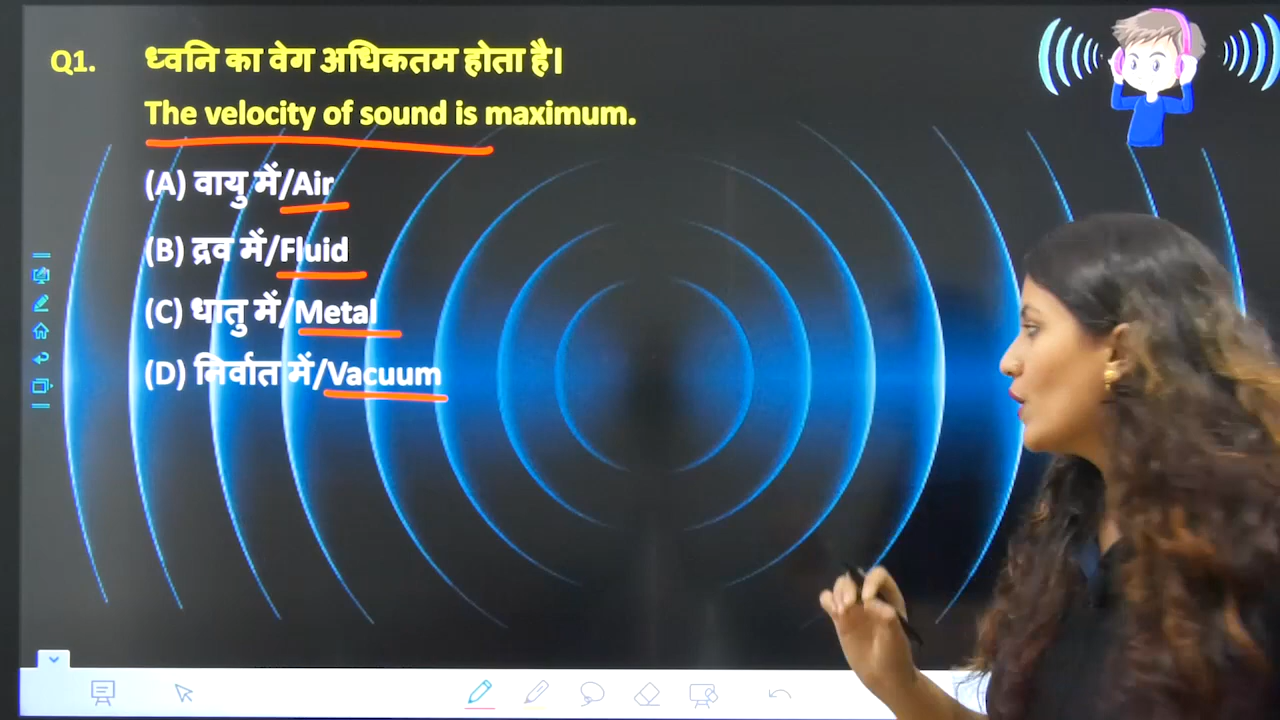 Q1. ध्वनि का वेग अधिकतम होता है।
The velocity of sound is maximum.
(A) वायु में/Air
(B) द्रव में/Fluid
(C) धातु में/Metal
(D) निर्वात में/Vacuum